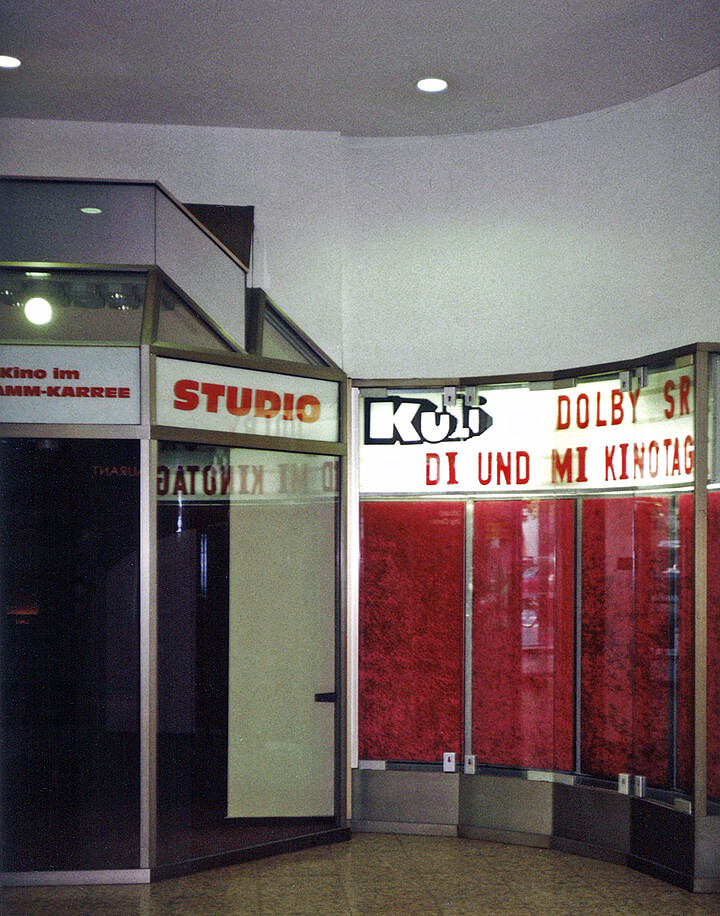 Kino im
AMM-KARREE
STUDIO
Kuli
DOLBY SR
DI UND MI KINOTAG